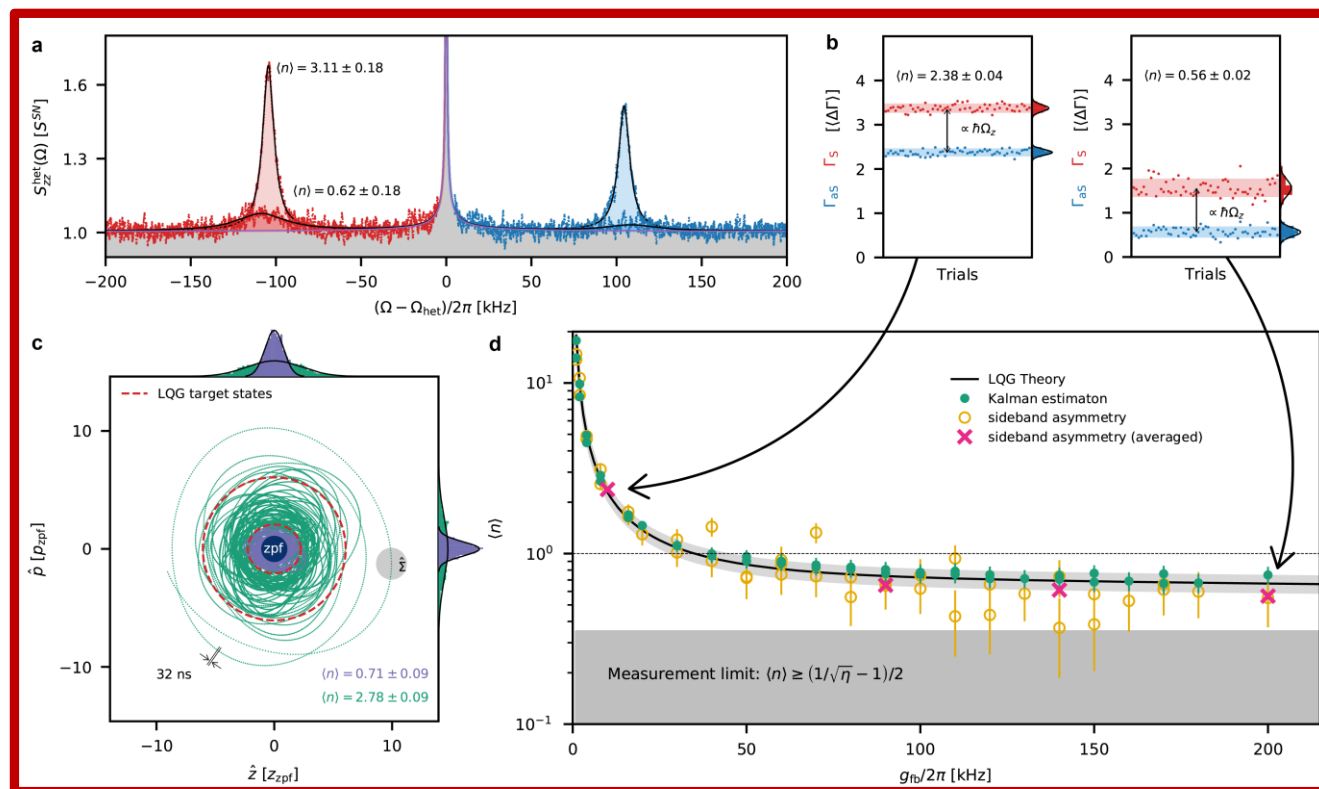 a
1.6
1.3
1.0
S_zz^het(Ω) [S^SN]
⟨n⟩ = 3.11 ± 0.18
⟨n⟩ = 0.62 ± 0.18
−200 −150 −100 −50 0 50 100 150 200
(Ω − Ω_het)/2π [kHz]
b
Γ_aS Γ_S [⟨ΔΓ⟩]
4
3
2
1
0
⟨n⟩ = 2.38 ± 0.04
∝ ħΩ_z
Trials
Γ_aS Γ_S [⟨ΔΓ⟩]
4
3
2
1
0
⟨n⟩ = 0.56 ± 0.02
∝ ħΩ_z
Trials
c
LQG target states
10
0
−10
p̂ [p_zpf]
zpf
Σ̂
32 ns
⟨n⟩ = 0.71 ± 0.09
⟨n⟩ = 2.78 ± 0.09
−10 0 10
ẑ [z_zpf]
d
LQG Theory
Kalman estimaton
sideband asymmetry
sideband asymmetry (averaged)
10^1
10^0
10^−1
⟨n⟩
Measurement limit: ⟨n⟩ ≥ (1/√η − 1)/2
0 50 100 150 200
g_fb/2π [kHz]